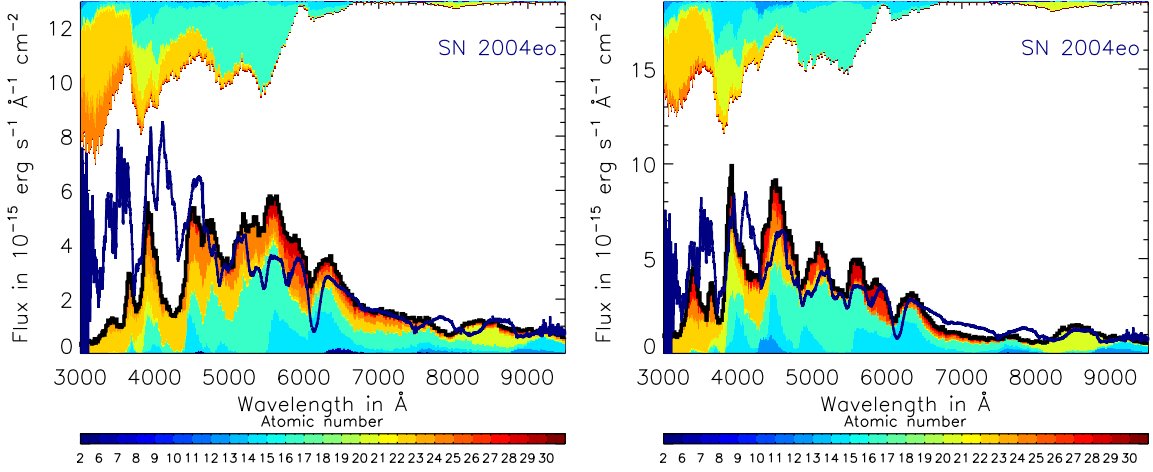 SN 2004eo
Flux in 10⁻¹⁵ erg s⁻¹ Å⁻¹ cm⁻²
12
10
8
6
4
2
0
3000 4000 5000 6000 7000 8000 9000
Wavelength in Å
Atomic number
2 6 7 8 9 10 11 12 13 14 15 16 17 18 19 20 21 22 23 24 25 26 27 28 29 30
SN 2004eo
Flux in 10⁻¹⁵ erg s⁻¹ Å⁻¹ cm⁻²
15
10
5
0
3000 4000 5000 6000 7000 8000 9000
Wavelength in Å
Atomic number
2 6 7 8 9 10 11 12 13 14 15 16 17 18 19 20 21 22 23 24 25 26 27 28 29 30